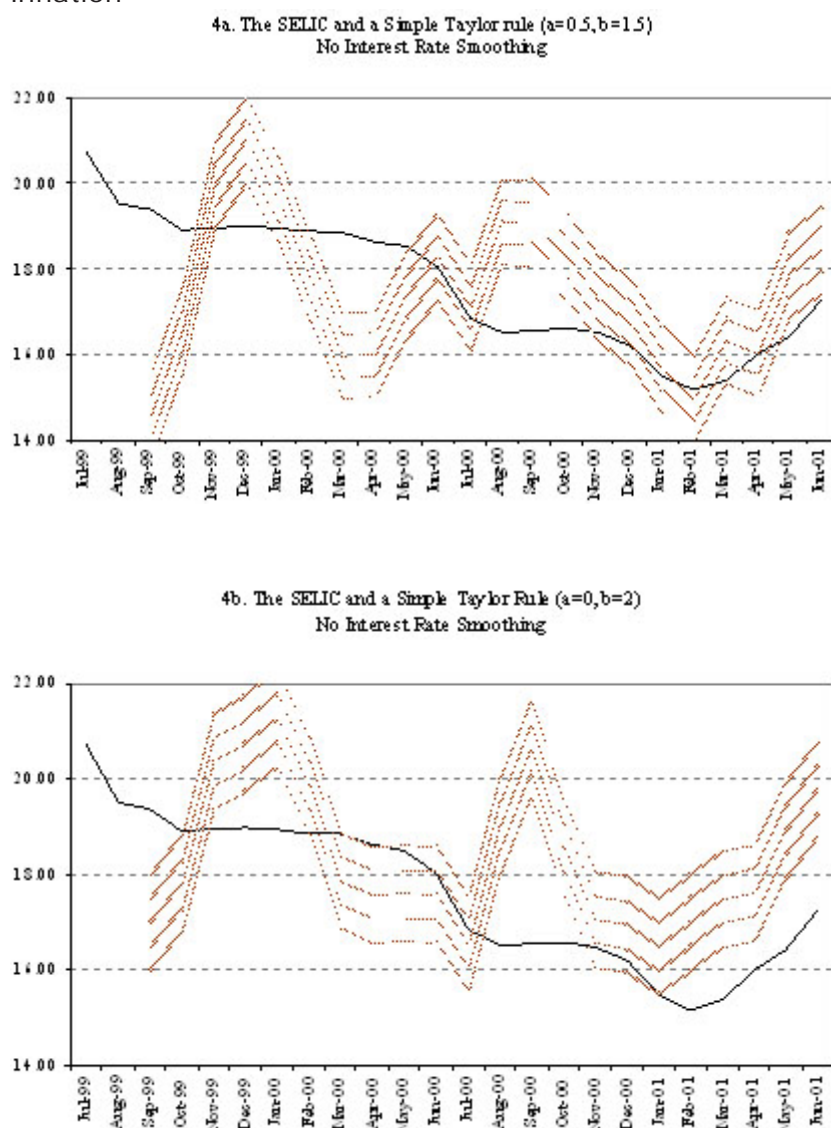 inflation
4a. The SELIC and a Simple Taylor rule (a=0.5, b=1.5)
No Interest Rate Smoothing
22.00
20.00
18.00
16.00
14.00
Jul-99 Aug-99 Sep-99 Oct-99 Nov-99 Dec-99 Jan-00 Feb-00 Mar-00 Apr-00 May-00 Jun-00 Jul-00 Aug-00 Sep-00 Oct-00 Nov-00 Dec-00 Jan-01 Feb-01 Mar-01 Apr-01 May-01 Jun-01
4b. The SELIC and a Simple Taylor Rule (a=0, b=2)
No Interest Rate Smoothing
22.00
20.00
18.00
16.00
14.00
Jul-99 Aug-99 Sep-99 Oct-99 Nov-99 Dec-99 Jan-00 Feb-00 Mar-00 Apr-00 May-00 Jun-00 Jul-00 Aug-00 Sep-00 Oct-00 Nov-00 Dec-00 Jan-01 Feb-01 Mar-01 Apr-01 May-01 Jun-01